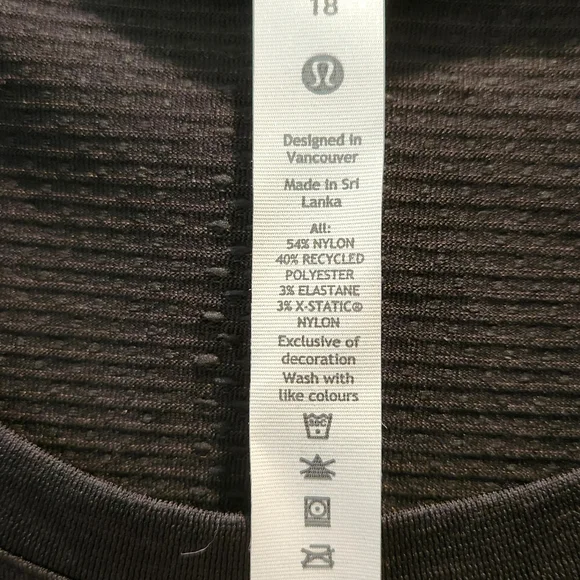 18
Designed in
Vancouver
Made in Sri
Lanka
All:
54% NYLON
40% RECYCLED
POLYESTER
3% ELASTANE
3% X-STATIC®
NYLON
Exclusive of
decoration
Wash with
like colours
30C